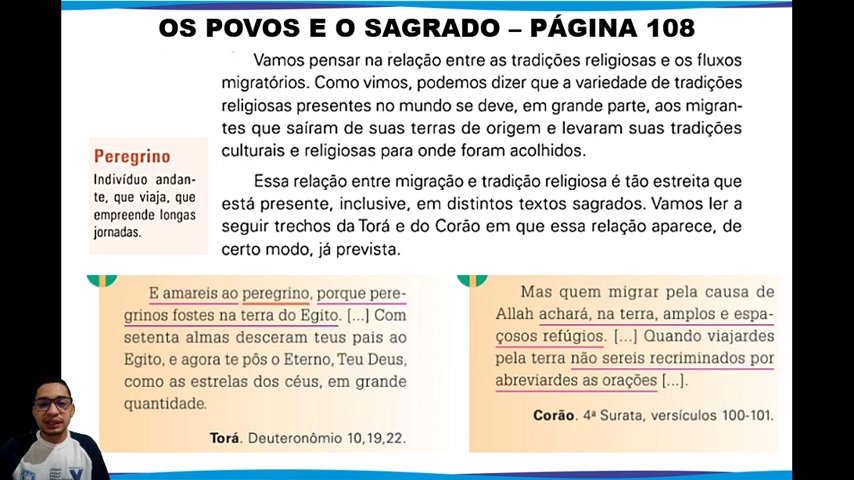 OS POVOS E O SAGRADO – PÁGINA 108
Vamos pensar na relação entre as tradições religiosas e os fluxos
migratórios. Como vimos, podemos dizer que a variedade de tradições
religiosas presentes no mundo se deve, em grande parte, aos migran-
tes que saíram de suas terras de origem e levaram suas tradições
culturais e religiosas para onde foram acolhidos.
Peregrino
Indivíduo andan-
te, que viaja, que
empreende longas
jornadas.
Essa relação entre migração e tradição religiosa é tão estreita que
está presente, inclusive, em distintos textos sagrados. Vamos ler a
seguir trechos da Torá e do Corão em que essa relação aparece, de
certo modo, já prevista.
E amareis ao peregrino, porque pere-
grinos fostes na terra do Egito. [...] Com
setenta almas desceram teus pais ao
Egito, e agora te pôs o Eterno, Teu Deus,
como as estrelas dos céus, em grande
quantidade.
Torá. Deuteronômio 10,19,22.
Mas quem migrar pela causa de
Allah achará, na terra, amplos e espa-
çosos refúgios. [...] Quando viajardes
pela terra não sereis recriminados por
abreviardes as orações [...].
Corão. 4ª Surata, versículos 100-101.